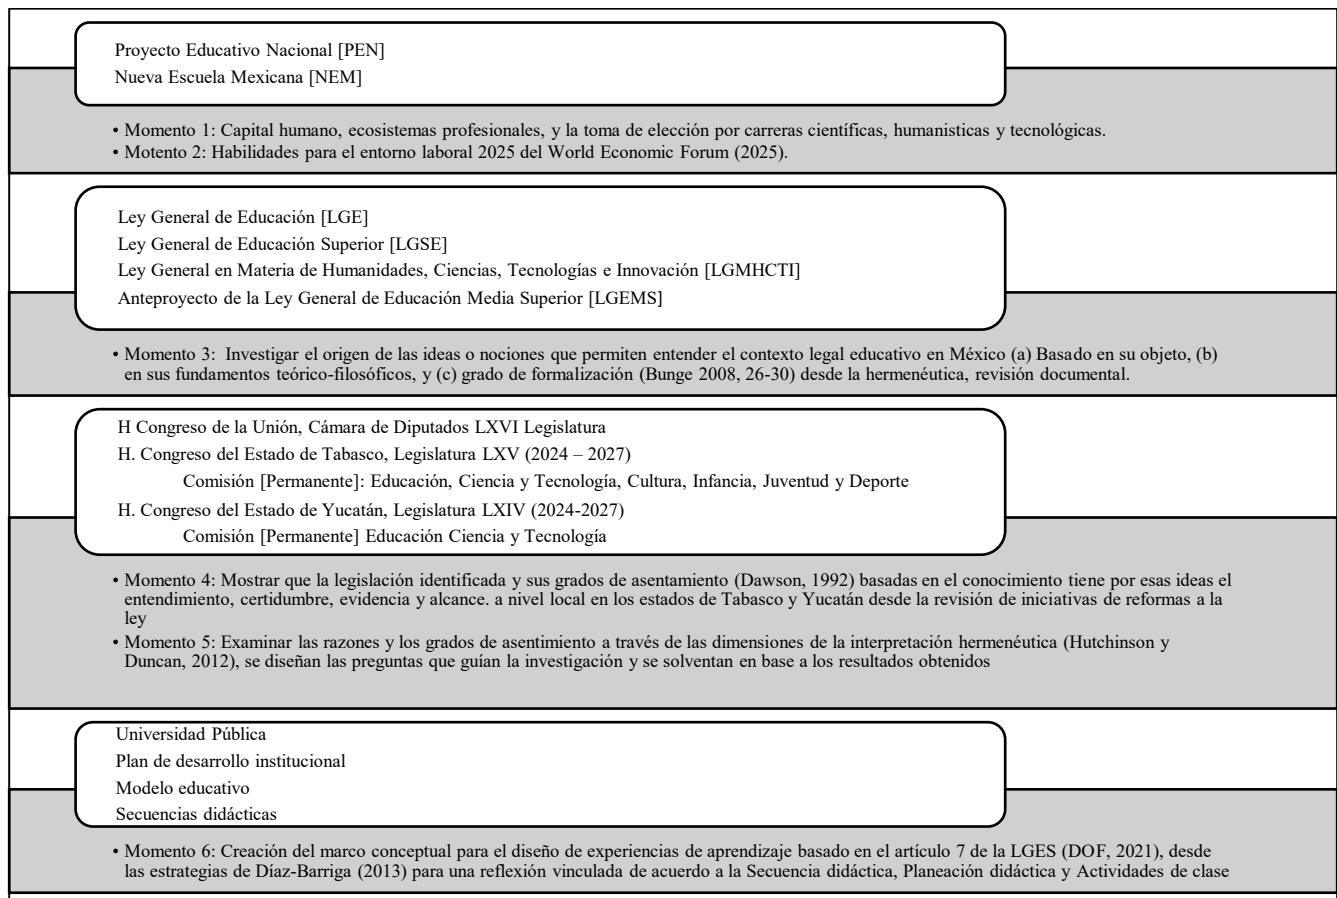 Proyecto Educativo Nacional [PEN]
Nueva Escuela Mexicana [NEM]
• Momento 1: Capital humano, ecosistemas profesionales, y la toma de elección por carreras científicas, humanisticas y tecnológicas.
• Motento 2: Habilidades para el entorno laboral 2025 del World Economic Forum (2025).
Ley General de Educación [LGE]
Ley General de Educación Superior [LGSE]
Ley General en Materia de Humanidades, Ciencias, Tecnologías e Innovación [LGMHCTI]
Anteproyecto de la Ley General de Educación Media Superior [LGEMS]
• Momento 3:  Investigar el origen de las ideas o nociones que permiten entender el contexto legal educativo en México (a) Basado en su objeto, (b)
en sus fundamentos teórico-filosóficos, y (c) grado de formalización (Bunge 2008, 26-30) desde la hermenéutica, revisión documental.
H Congreso de la Unión, Cámara de Diputados LXVI Legislatura
H. Congreso del Estado de Tabasco, Legislatura LXV (2024 – 2027)
Comisión [Permanente]: Educación, Ciencia y Tecnología, Cultura, Infancia, Juventud y Deporte
H. Congreso del Estado de Yucatán, Legislatura LXIV (2024-2027)
Comisión [Permanente] Educación Ciencia y Tecnología
• Momento 4: Mostrar que la legislación identificada y sus grados de asentamiento (Dawson, 1992) basadas en el conocimiento tiene por esas ideas el
entendimiento, certidumbre, evidencia y alcance. a nivel local en los estados de Tabasco y Yucatán desde la revisión de iniciativas de reformas a la
ley
• Momento 5: Examinar las razones y los grados de asentimiento a través de las dimensiones de la interpretación hermenéutica (Hutchinson y
Duncan, 2012), se diseñan las preguntas que guían la investigación y se solventan en base a los resultados obtenidos
Universidad Pública
Plan de desarrollo institucional
Modelo educativo
Secuencias didácticas
• Momento 6: Creación del marco conceptual para el diseño de experiencias de aprendizaje basado en el artículo 7 de la LGES (DOF, 2021), desde
las estrategias de Díaz-Barriga (2013) para una reflexión vinculada de acuerdo a la Secuencia didáctica, Planeación didáctica y Actividades de clase